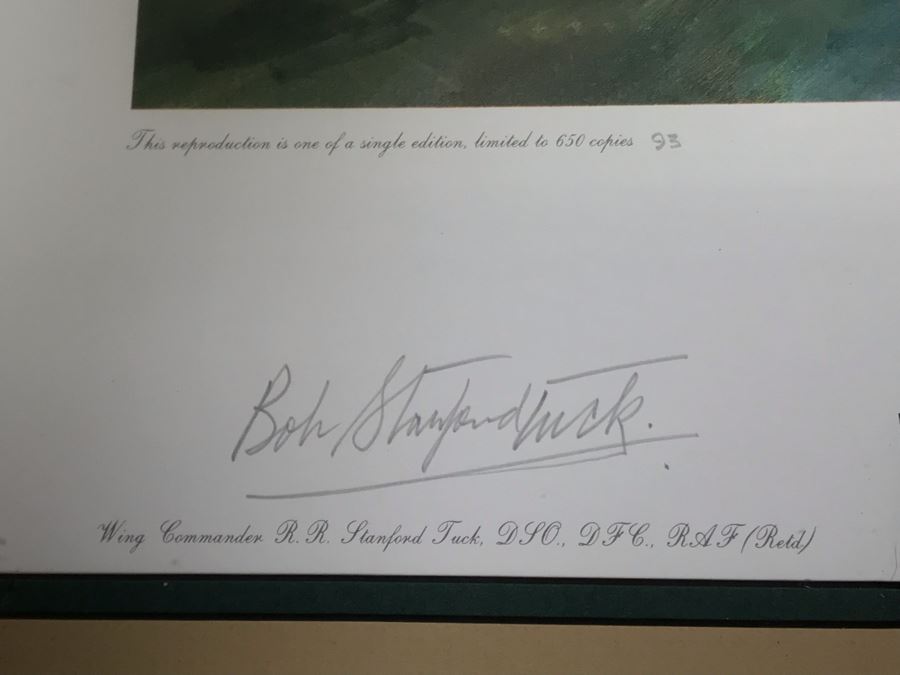 This reproduction is one of a single edition, limited to 650 copies 93
Bob Stanford Tuck.
Wing Commander R. R. Stanford Tuck, DSO., DFC., RAF (Retd)